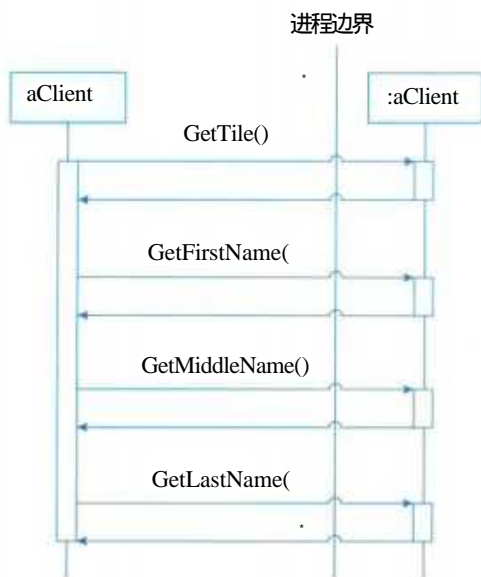 进程边界
aClient
:aClient
GetTile()
GetFirstName(
GetMiddleName()
GetLastName(